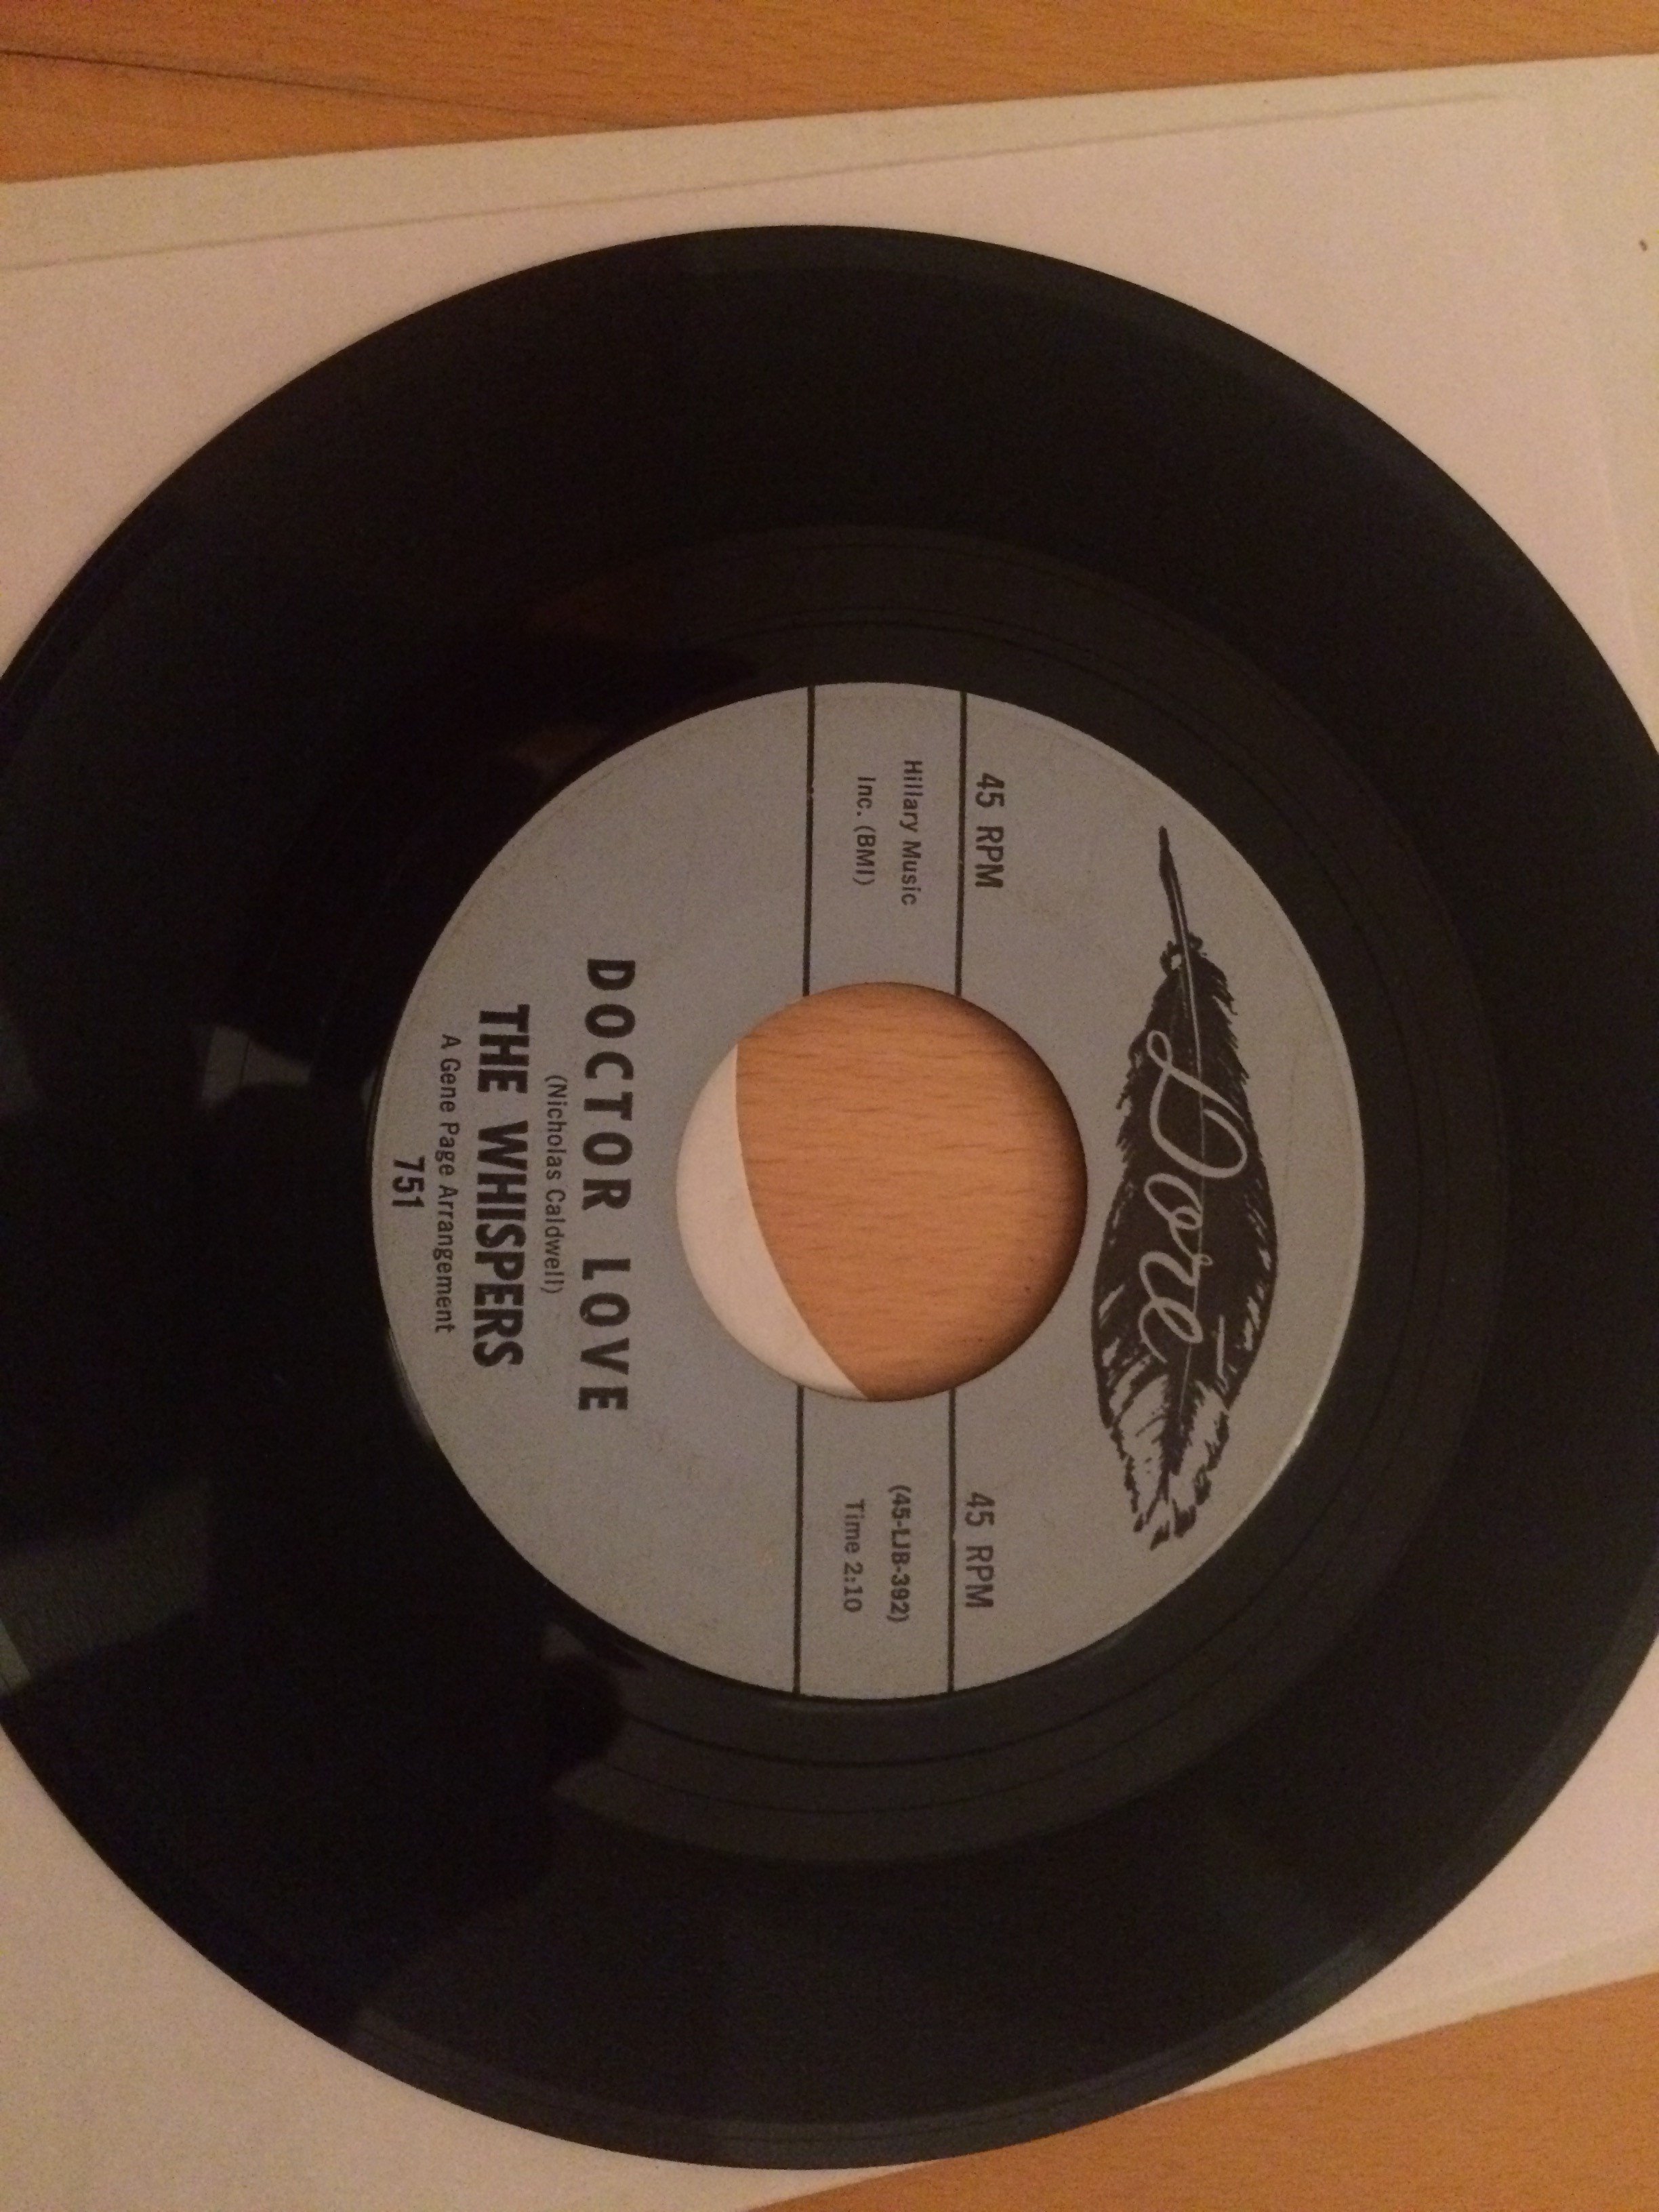 Doré
45 RPM
45 RPM
Hillary Music
Inc. (BMI)
(45-LJB-392)
Time 2:10
DOCTOR LOVE
(Nicholas Caldwell)
THE WHISPERS
A Gene Page Arrangement
751